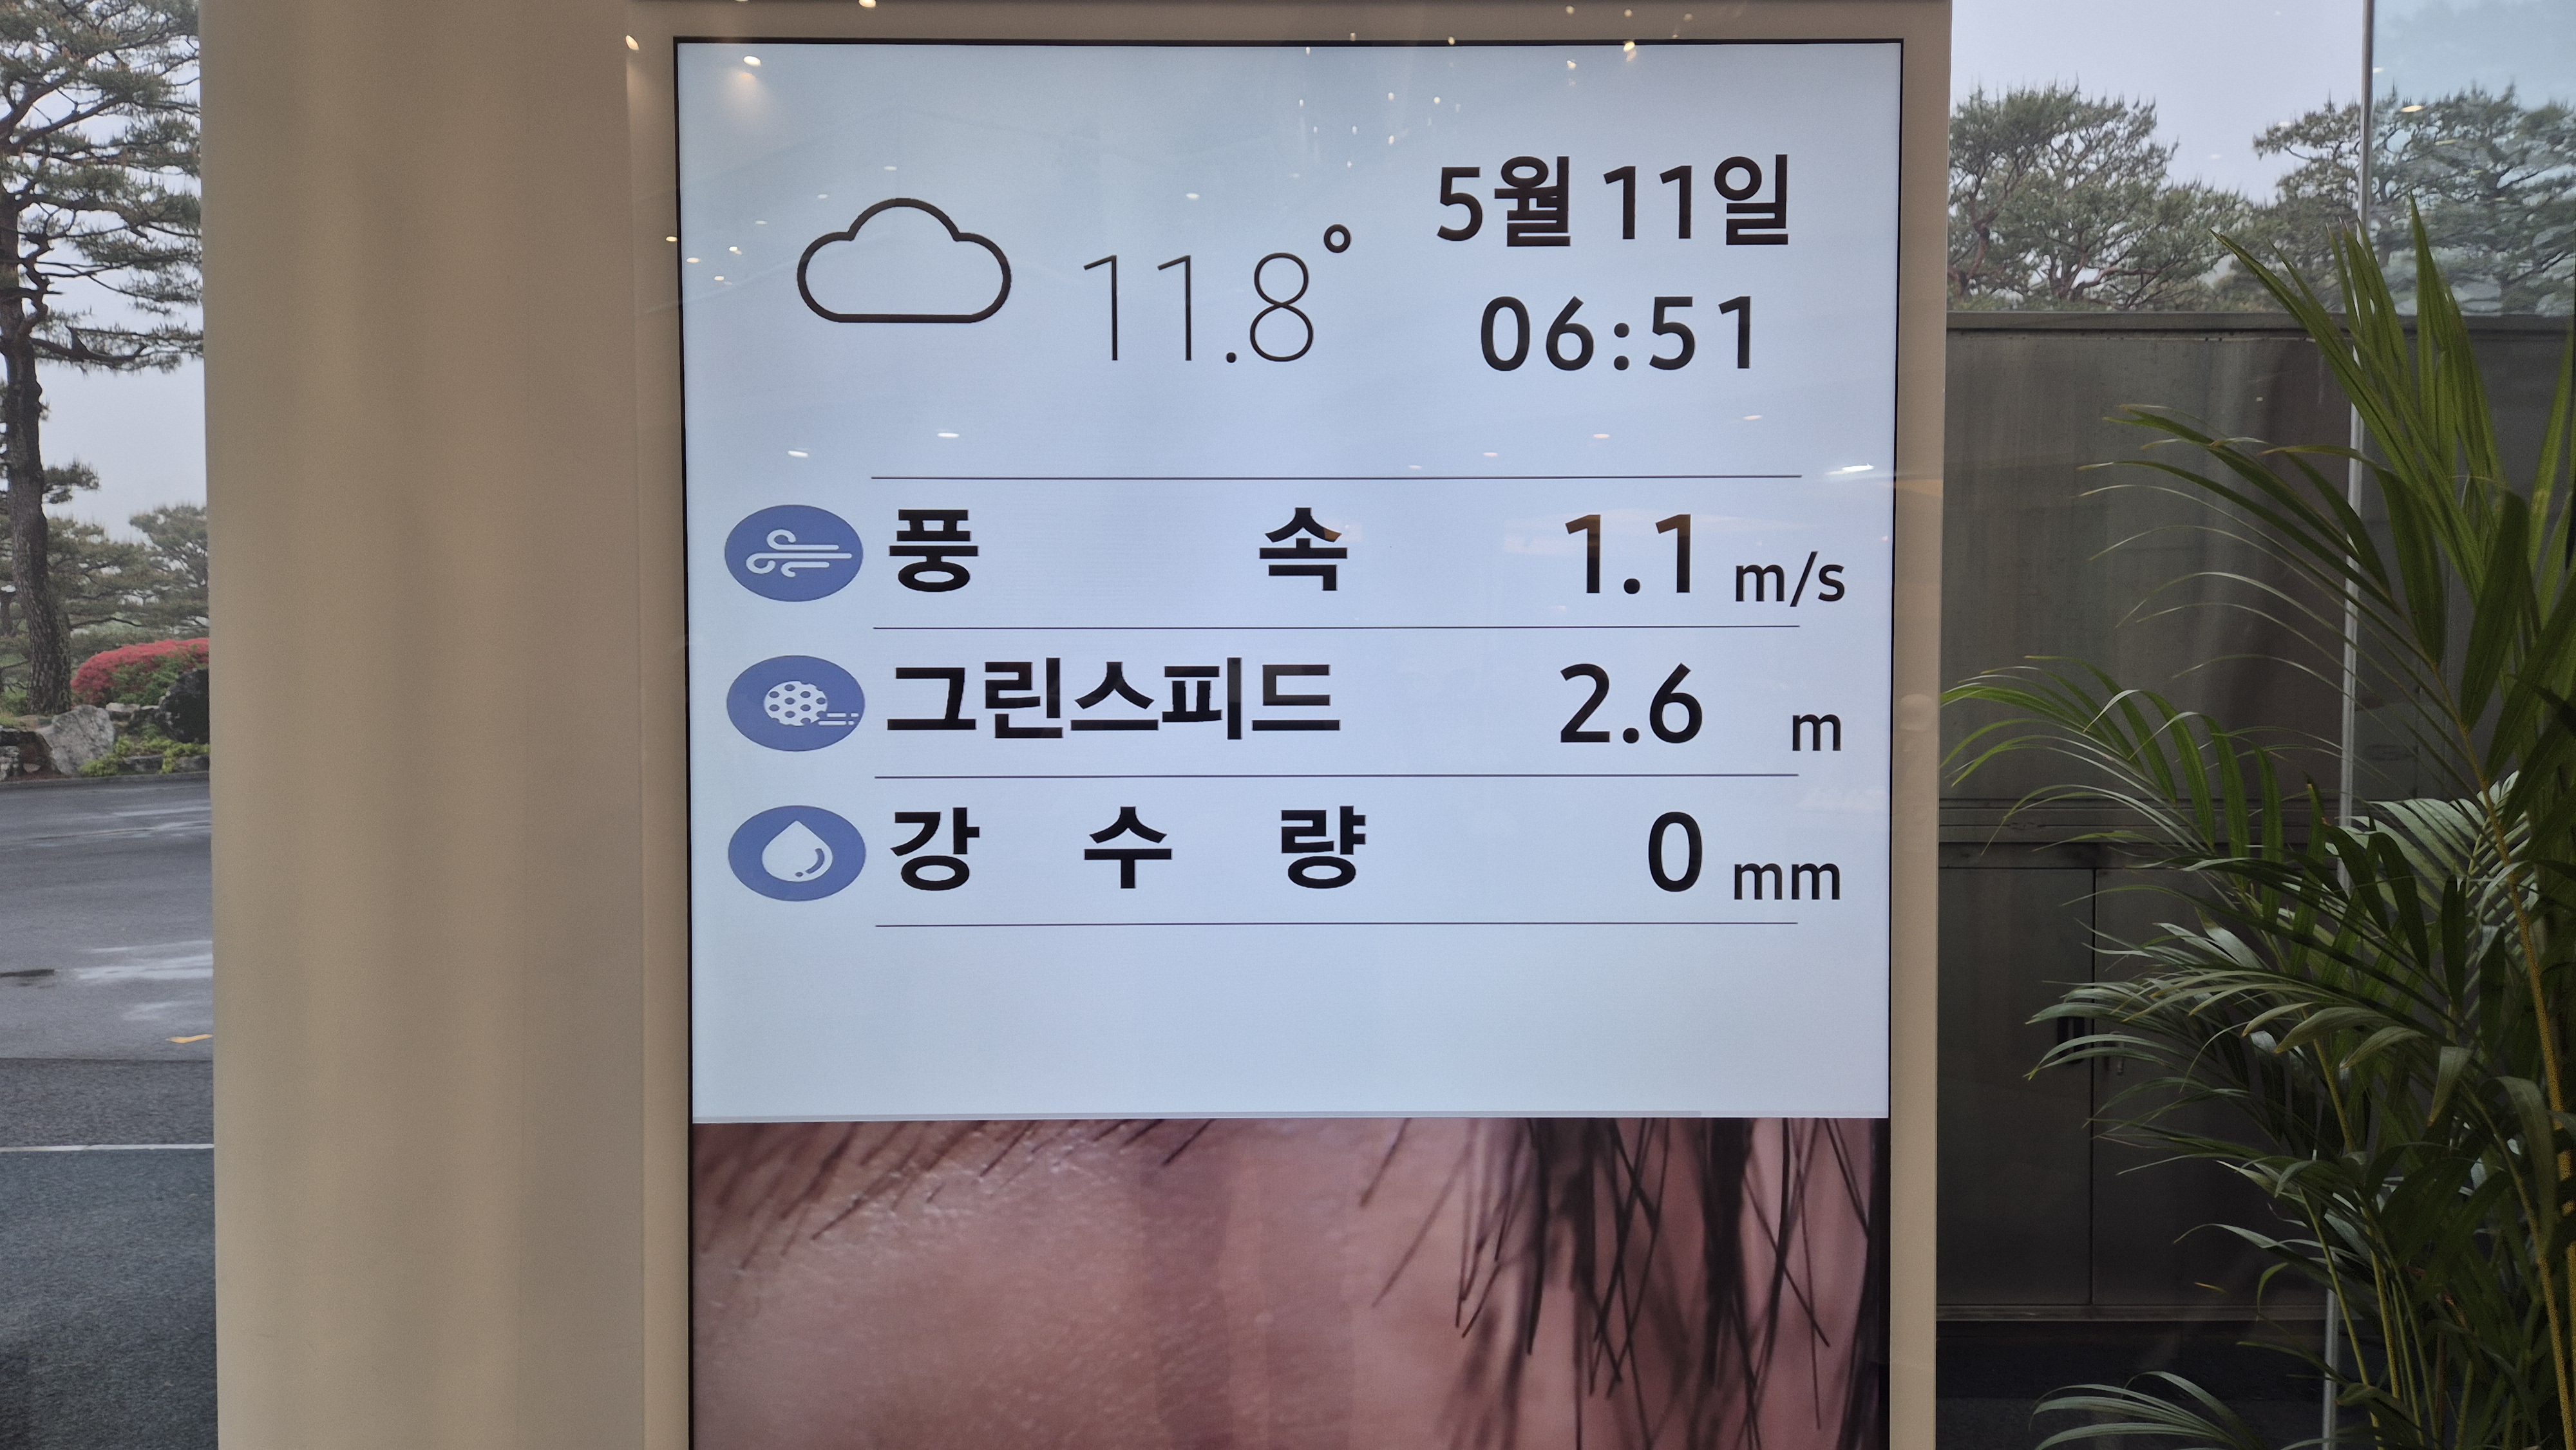 5월 11일
11.8°
06:51
풍 속 1.1 m/s
그린스피드 2.6 m
강 수 량 0 mm